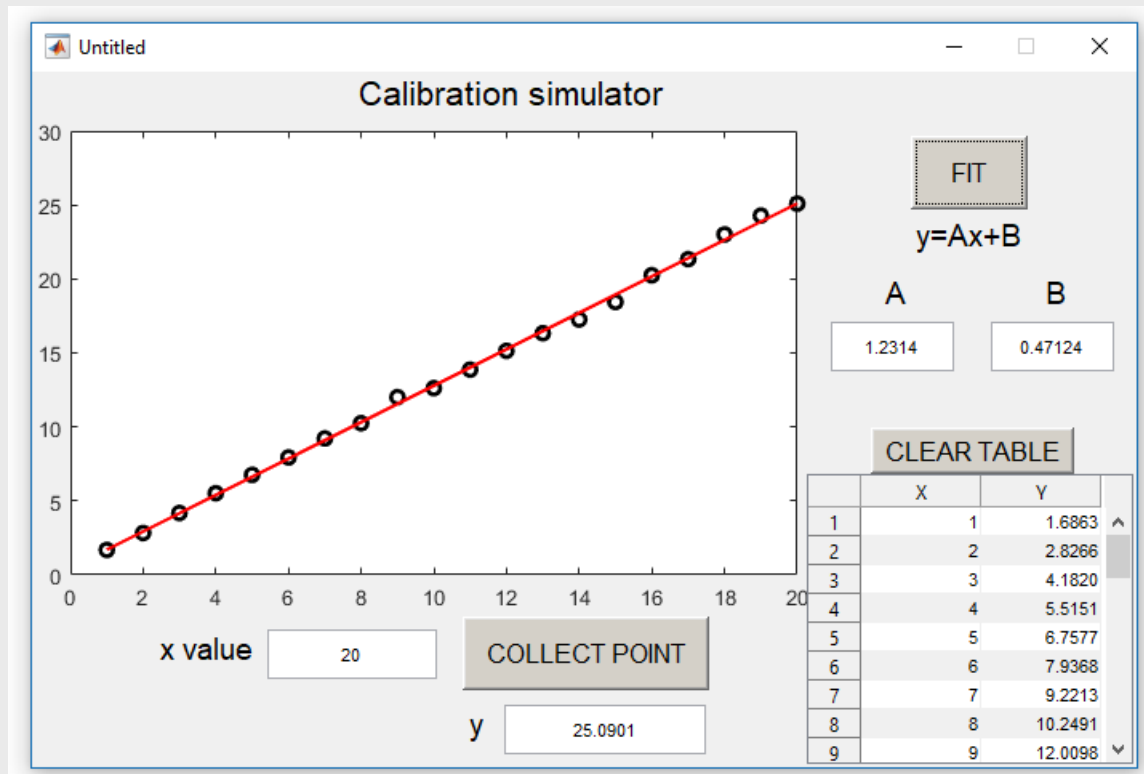 Untitled
Calibration simulator
30
25
20
15
10
5
0
0 2 4 6 8 10 12 14 16 18 20
x value 20
COLLECT POINT
y 25.0901
FIT
y=Ax+B
A B
1.2314 0.47124
CLEAR TABLE
X Y
1 1 1.6863
2 2 2.8266
3 3 4.1820
4 4 5.5151
5 5 6.7577
6 6 7.9368
7 7 9.2213
8 8 10.2491
9 9 12.0098